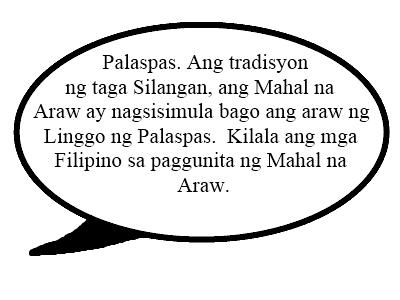 Palaspas. Ang tradisyon
ng taga Silangan, ang Mahal na
Araw ay nagsisimula bago ang araw ng
Linggo ng Palaspas. Kilala ang mga
Filipino sa paggunita ng Mahal na
Araw.